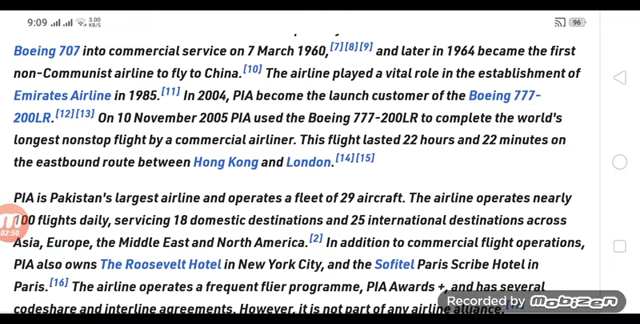 9:09 3.00 KB/S 96
Boeing 707 into commercial service on 7 March 1960,[7][8][9] and later in 1964 became the first
non-Communist airline to fly to China.[10] The airline played a vital role in the establishment of
Emirates Airline in 1985.[11] In 2004, PIA become the launch customer of the Boeing 777-
200LR.[12][13] On 10 November 2005 PIA used the Boeing 777-200LR to complete the world's
longest nonstop flight by a commercial airliner. This flight lasted 22 hours and 22 minutes on
the eastbound route between Hong Kong and London.[14][15]
PIA is Pakistan's largest airline and operates a fleet of 29 aircraft. The airline operates nearly
100 flights daily, servicing 18 domestic destinations and 25 international destinations across
02:50
Asia, Europe, the Middle East and North America.[2] In addition to commercial flight operations,
PIA also owns The Roosevelt Hotel in New York City, and the Sofitel Paris Scribe Hotel in
Paris.[16] The airline operates a frequent flier programme, PIA Awards +, and has several
Recorded by Mobizen
codeshare and interline agreements. However, it is not part of any airline alliance.